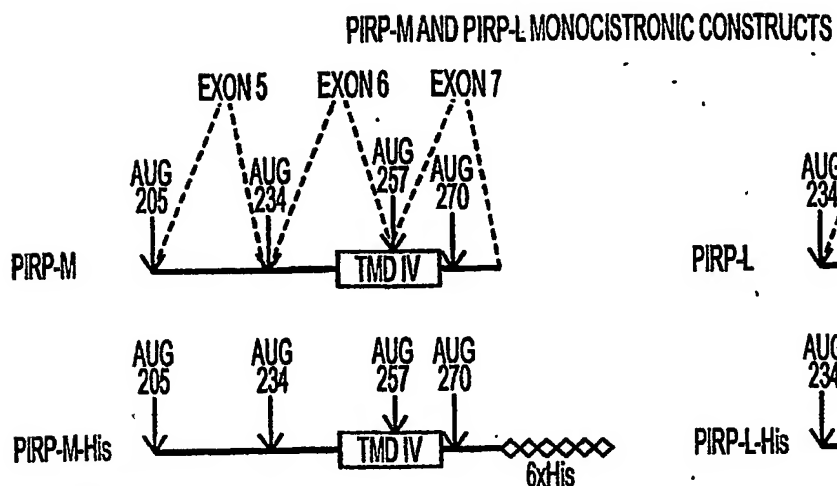 PIRP-M AND PIRP-L MONOCISTRONIC CONSTRUCTS
EXON 5 EXON 6 EXON 7
AUG 205
AUG 234
AUG 257
AUG 270
AUG 234
PIRP-M
TMD IV
PIRP-L
AUG 205
AUG 234
AUG 257
AUG 270
AUG 234
PIRP-M-His
TMD IV
6xHis
PIRP-L-His